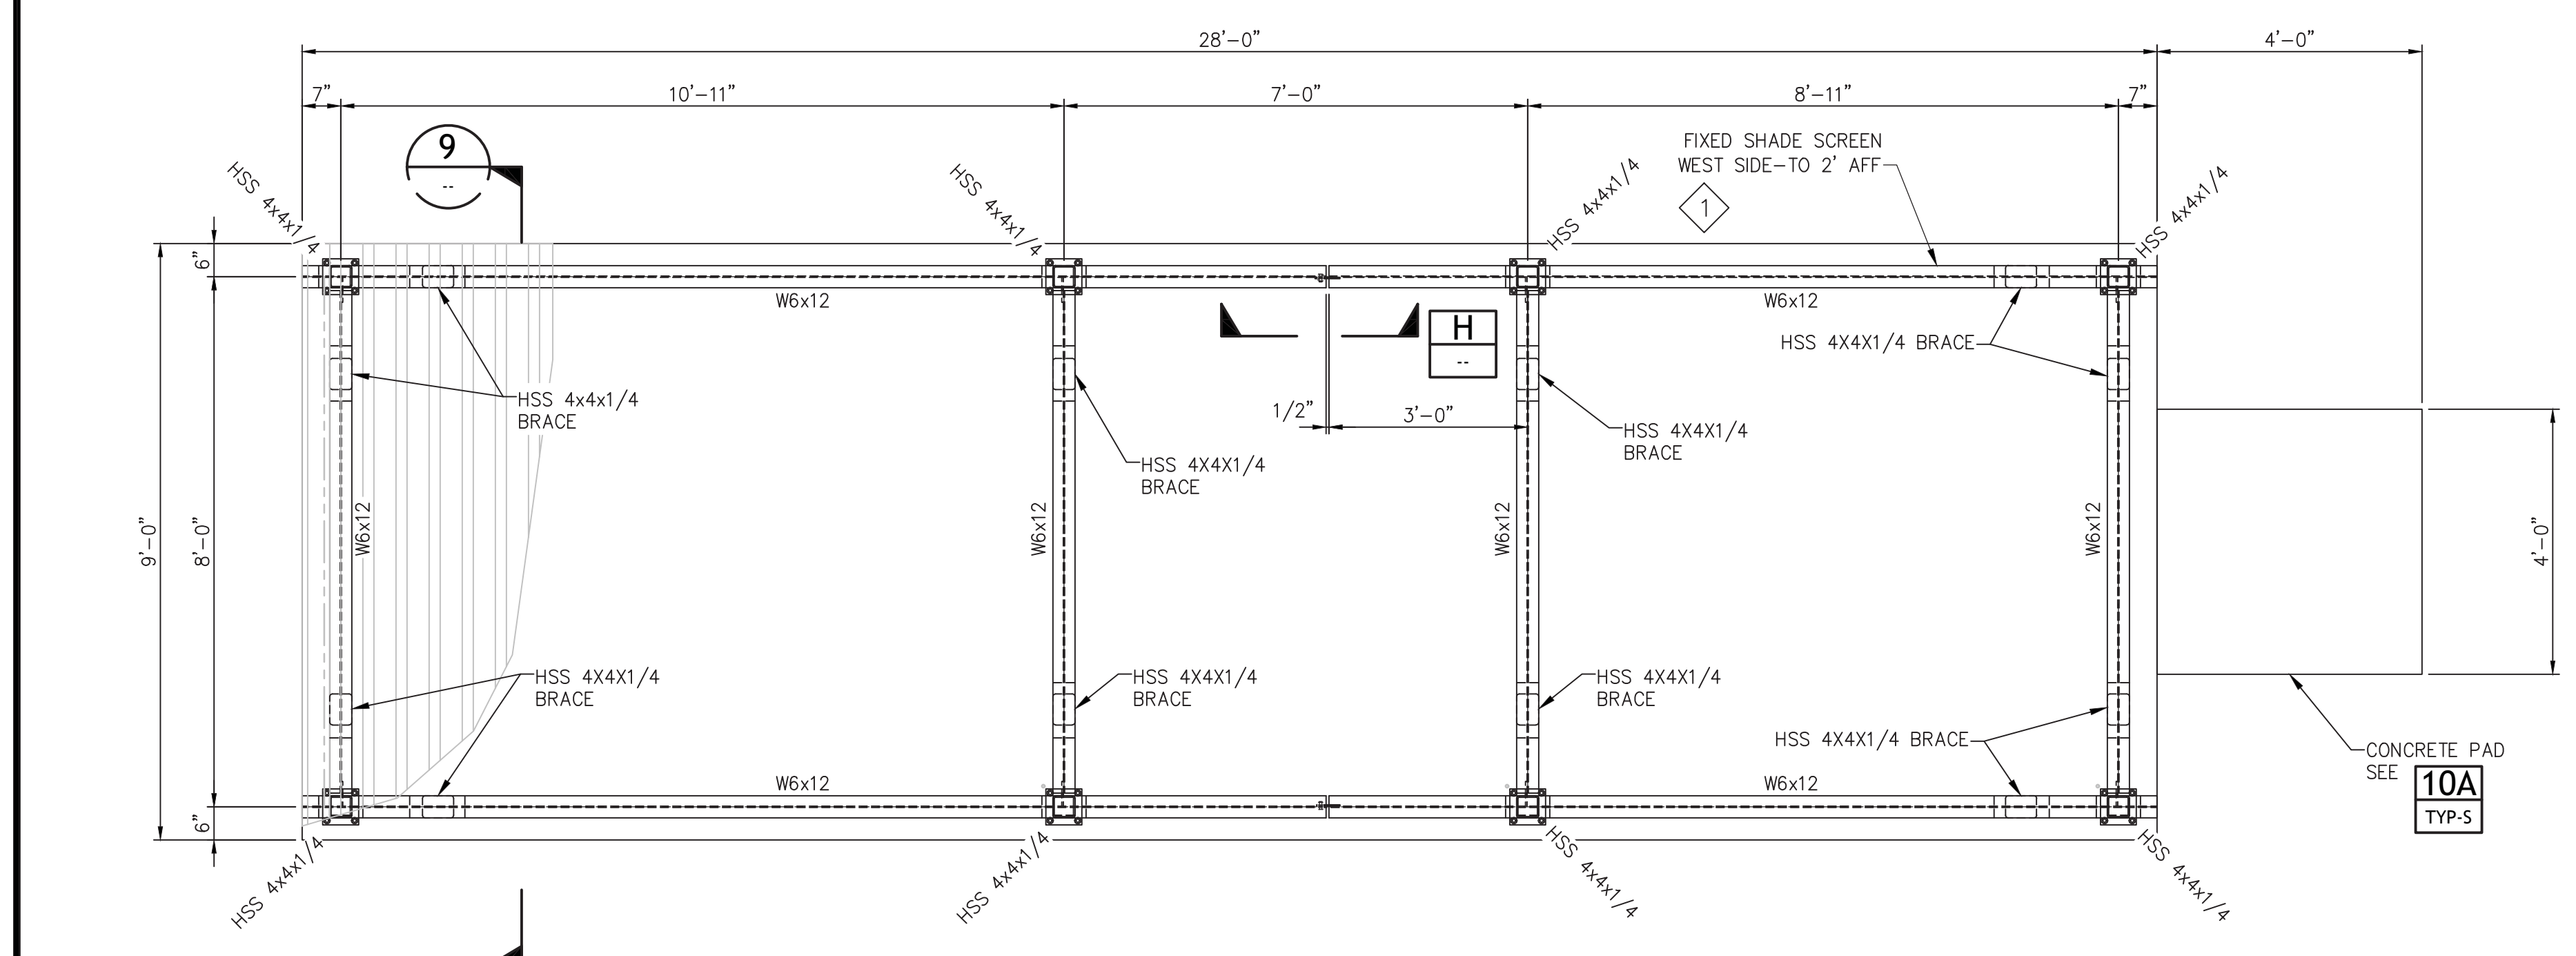 28'-0"
4'-0"
7"
10'-11"
7'-0"
8'-11"
7"
9
--
FIXED SHADE SCREEN
WEST SIDE-TO 2' AFF
1
HSS 4x4x1/4
HSS 4x4x1/4
HSS 4x4x1/4
HSS 4x4x1/4
6"
W6x12
W6x12
H
--
HSS 4X4X1/4 BRACE
HSS 4x4x1/4
BRACE
1/2"
3'-0"
HSS 4X4X1/4
BRACE
HSS 4X4X1/4
BRACE
9'-0"
8'-0"
W6x12
W6x12
W6x12
W6x12
4'-0"
HSS 4X4X1/4
BRACE
HSS 4X4X1/4
BRACE
HSS 4X4X1/4
BRACE
HSS 4X4X1/4 BRACE
CONCRETE PAD
SEE
10A
TYP-S
W6x12
W6x12
6"
HSS 4x4x1/4
HSS 4x4x1/4
HSS 4x4x1/4
HSS 4x4x1/4